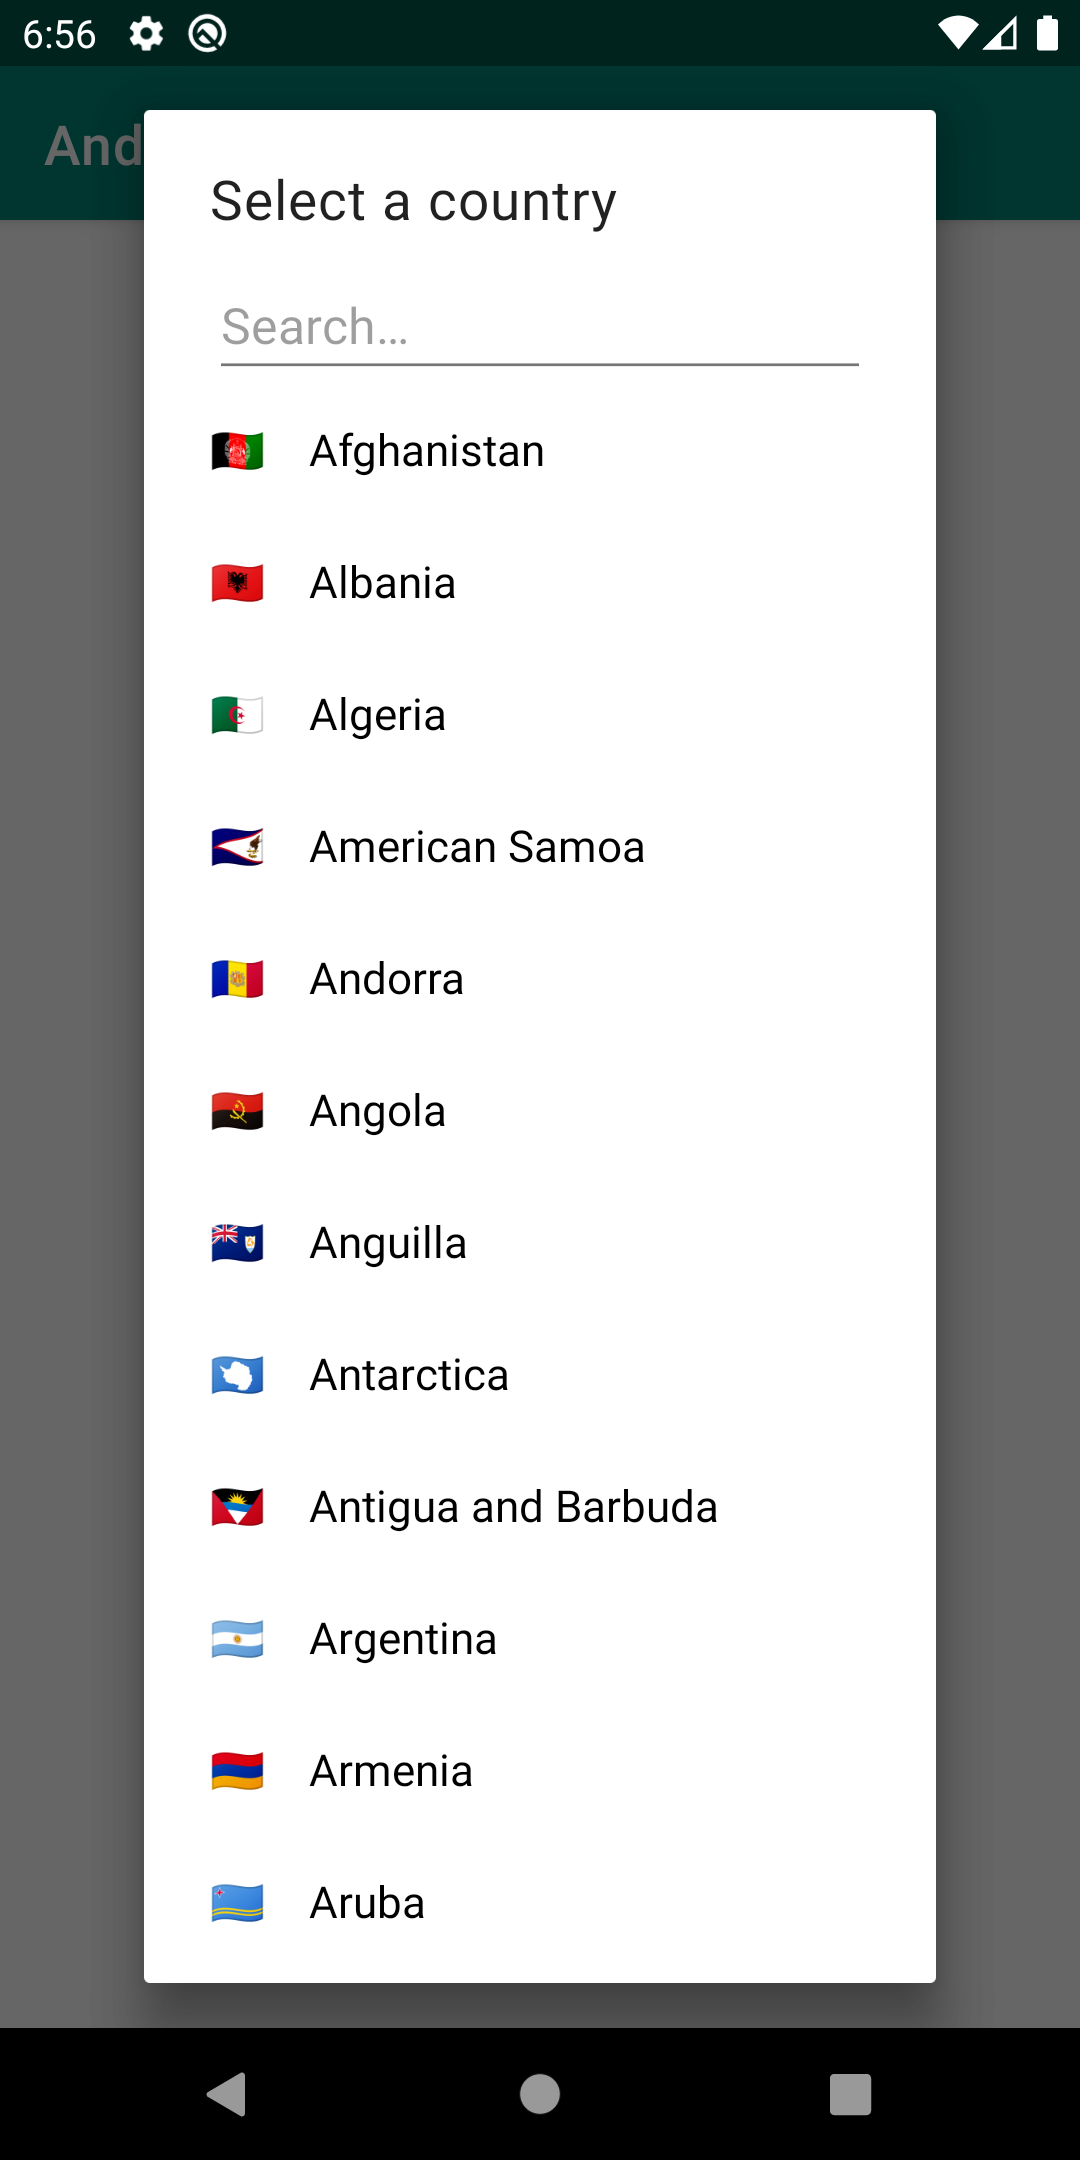 6:56
And
Select a country
Search...
Afghanistan
Albania
Algeria
American Samoa
Andorra
Angola
Anguilla
Antarctica
Antigua and Barbuda
Argentina
Armenia
Aruba